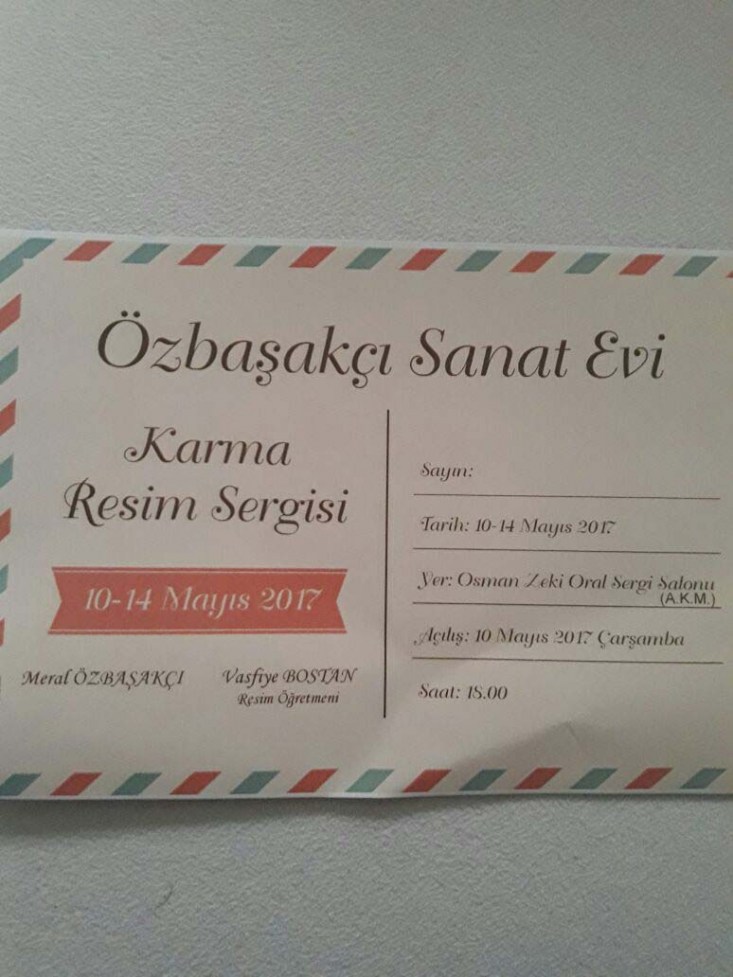 Özbaşakçı Sanat Evi
Karma
Resim Sergisi
10-14 Mayıs 2017
Meral ÖZBAŞAKÇI
Vasfiye BOSTAN
Resim Öğretmeni
Sayın:
Tarih: 10-14 Mayıs 2017
Yer: Osman Zeki Oral Sergi Salonu
(A.K.M.)
Açılış: 10 Mayıs 2017 Çarşamba
Saat: 18.00